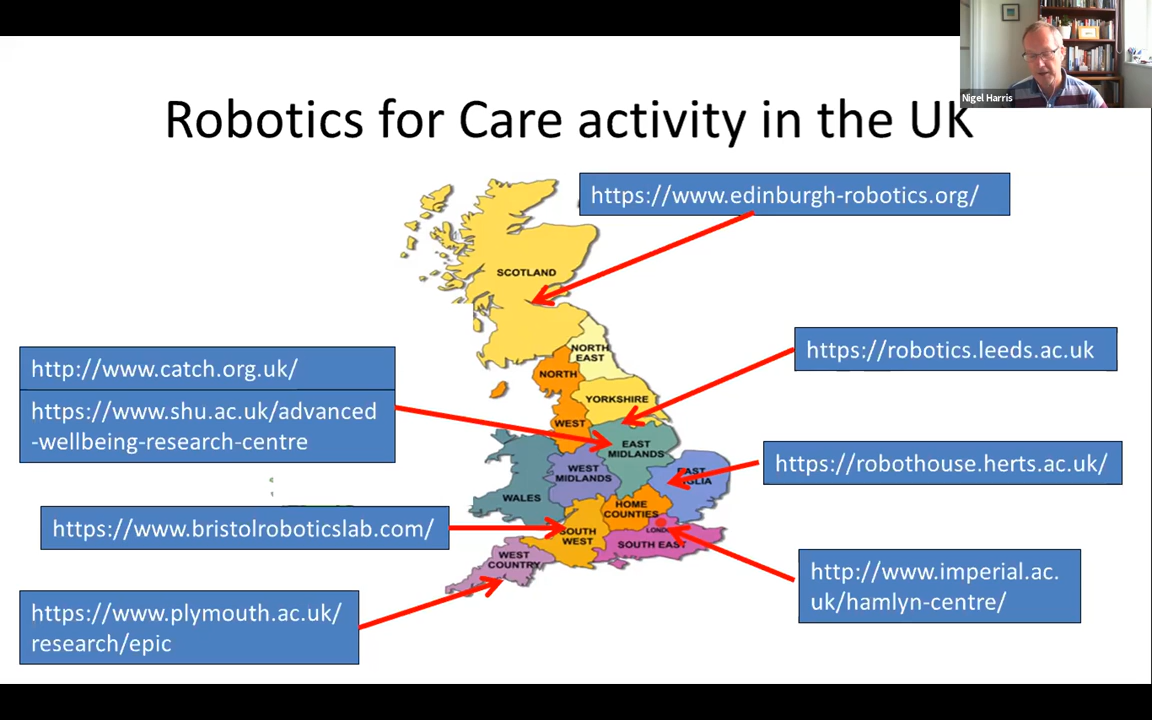 Nigel Harris
Robotics for Care activity in the UK
https://www.edinburgh-robotics.org/
SCOTLAND
http://www.catch.org.uk/
https://www.shu.ac.uk/advanced
-wellbeing-research-centre
https://robotics.leeds.ac.uk
NORTH
EAST
NORTH
WEST
YORKSHIRE
EAST
MIDLANDS
WEST
MIDLANDS
WALES
EAST
HOME
COUNTIES
SOUTH
WEST
SOUTH EAST
WEST
COUNTRY
https://robothouse.herts.ac.uk/
https://www.bristolroboticslab.com/
http://www.imperial.ac.
uk/hamlyn-centre/
https://www.plymouth.ac.uk/
research/epic